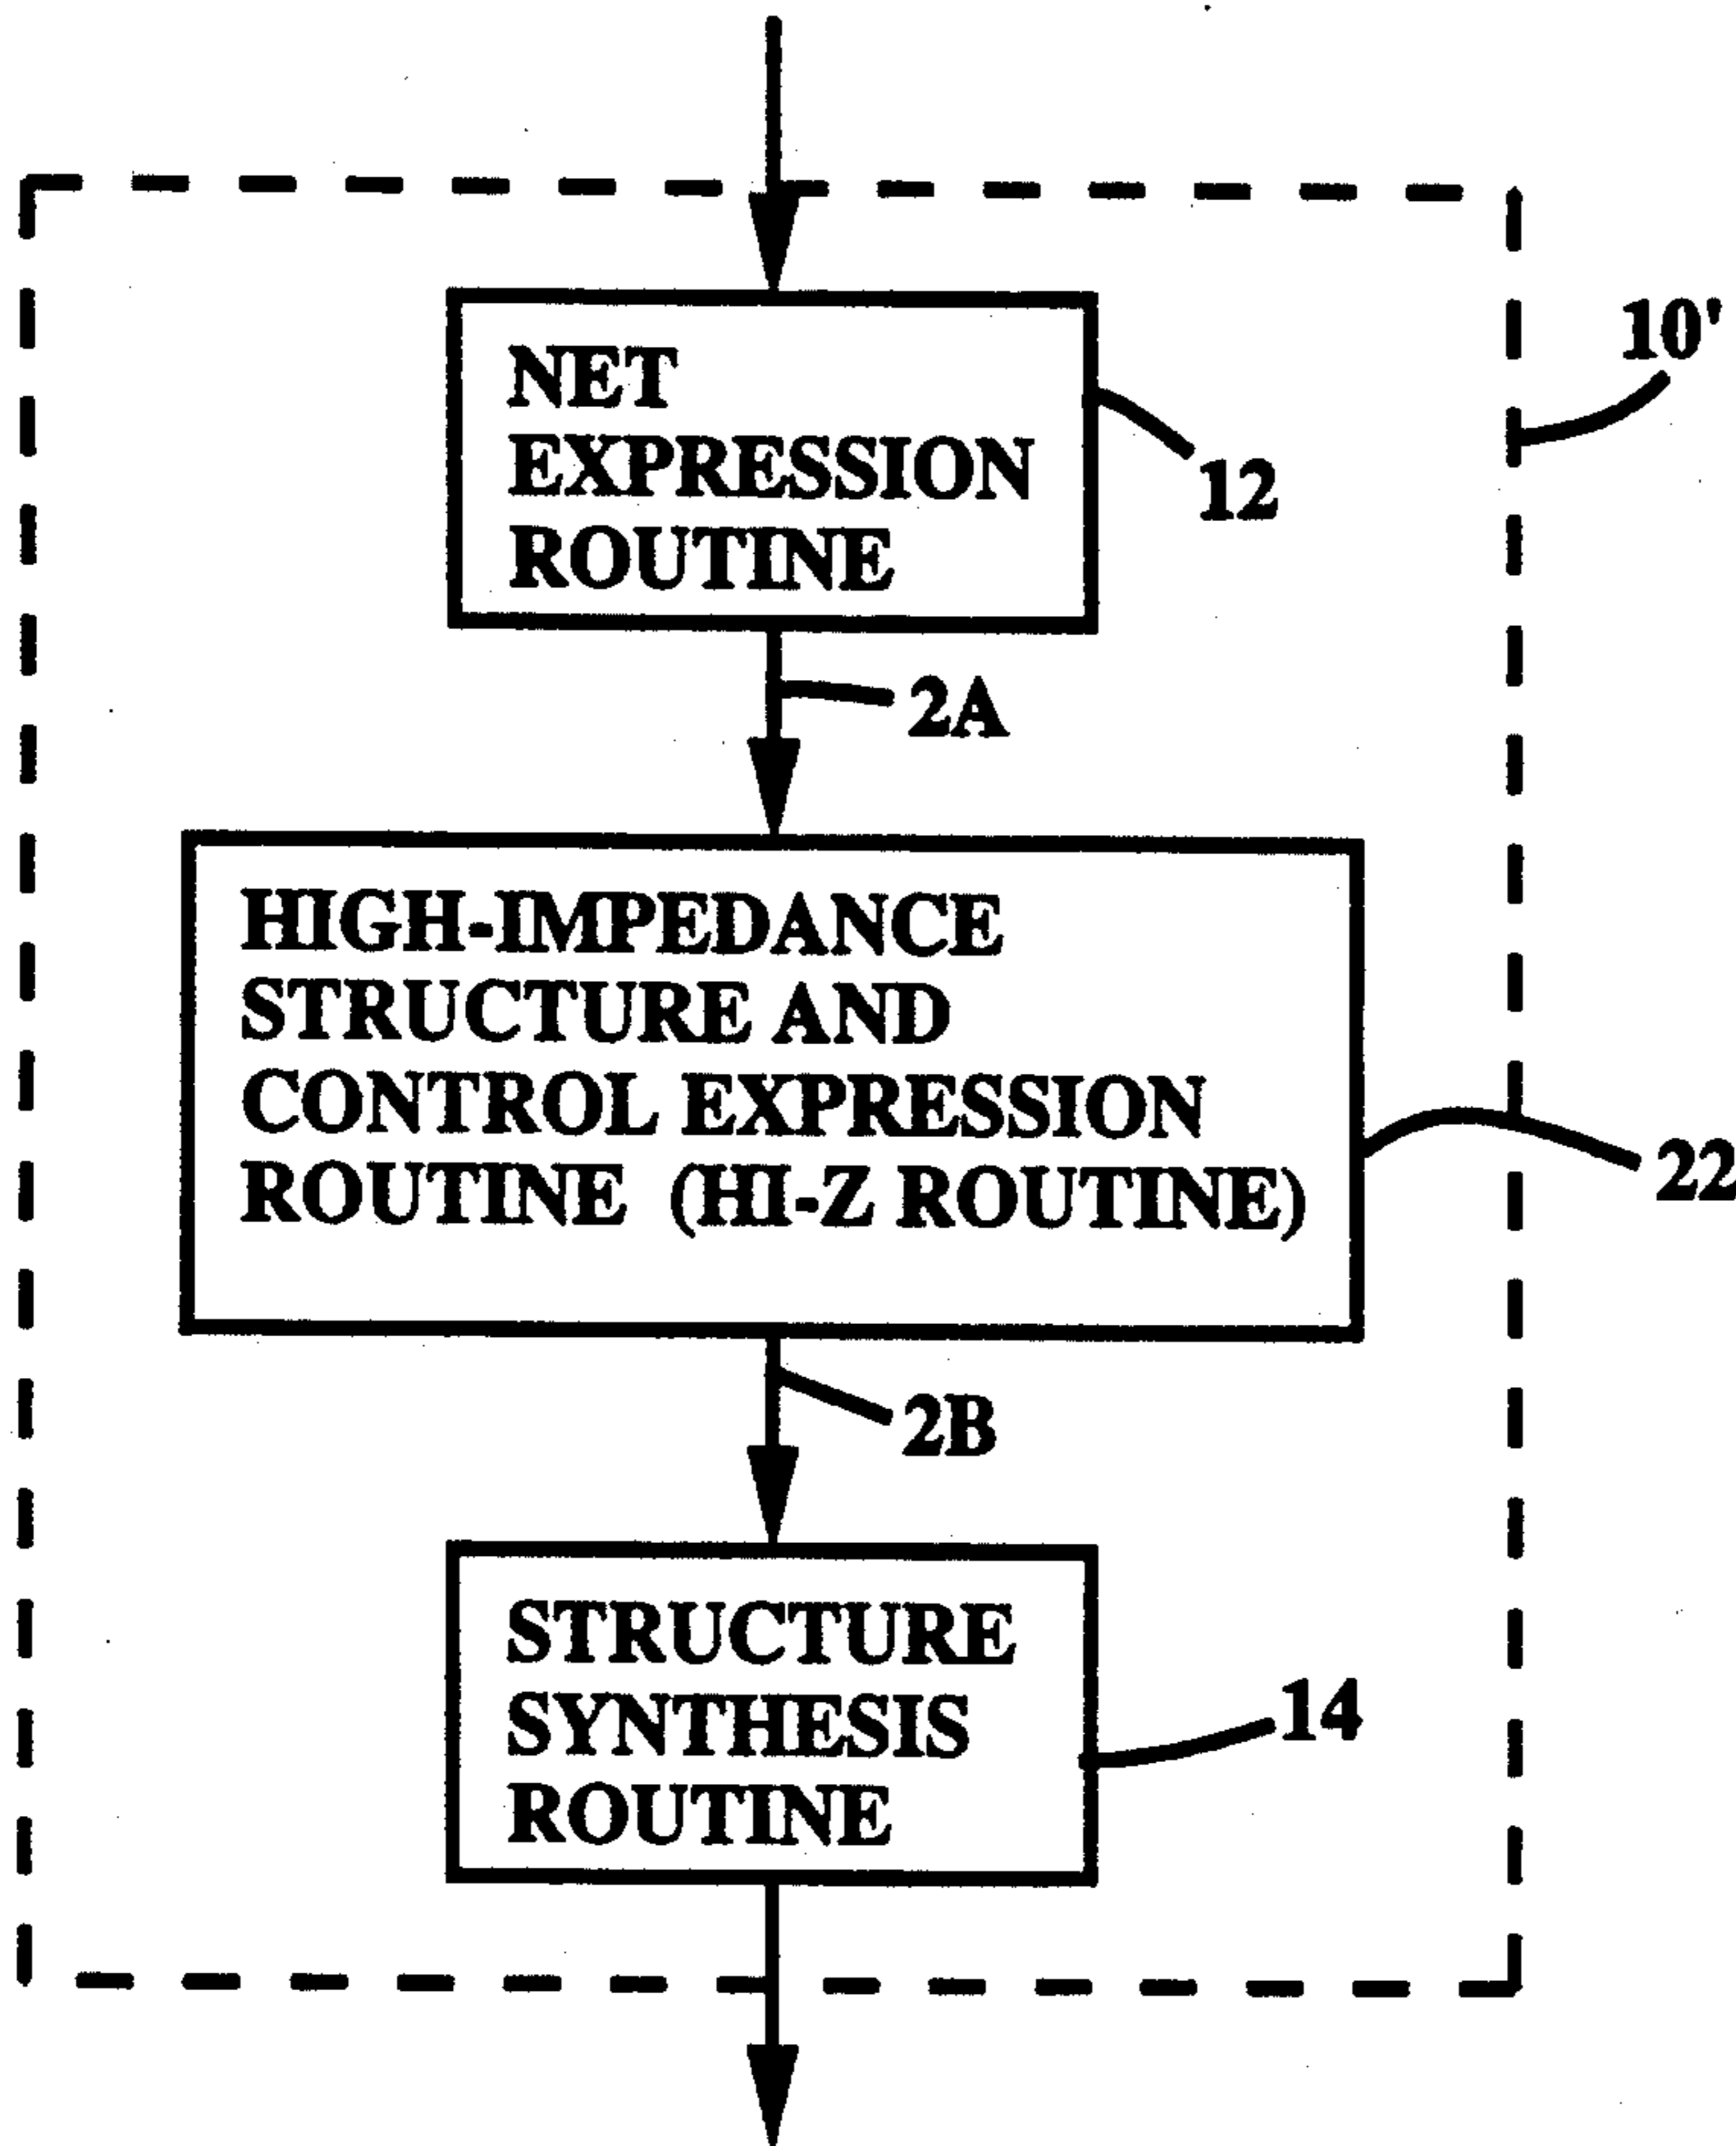 10'
NET
EXPRESSION
ROUTINE
12
2A
HIGH-IMPEDANCE
STRUCTURE AND
CONTROL EXPRESSION
ROUTINE (HI-Z ROUTINE)
22
2B
STRUCTURE
SYNTHESIS
ROUTINE
14